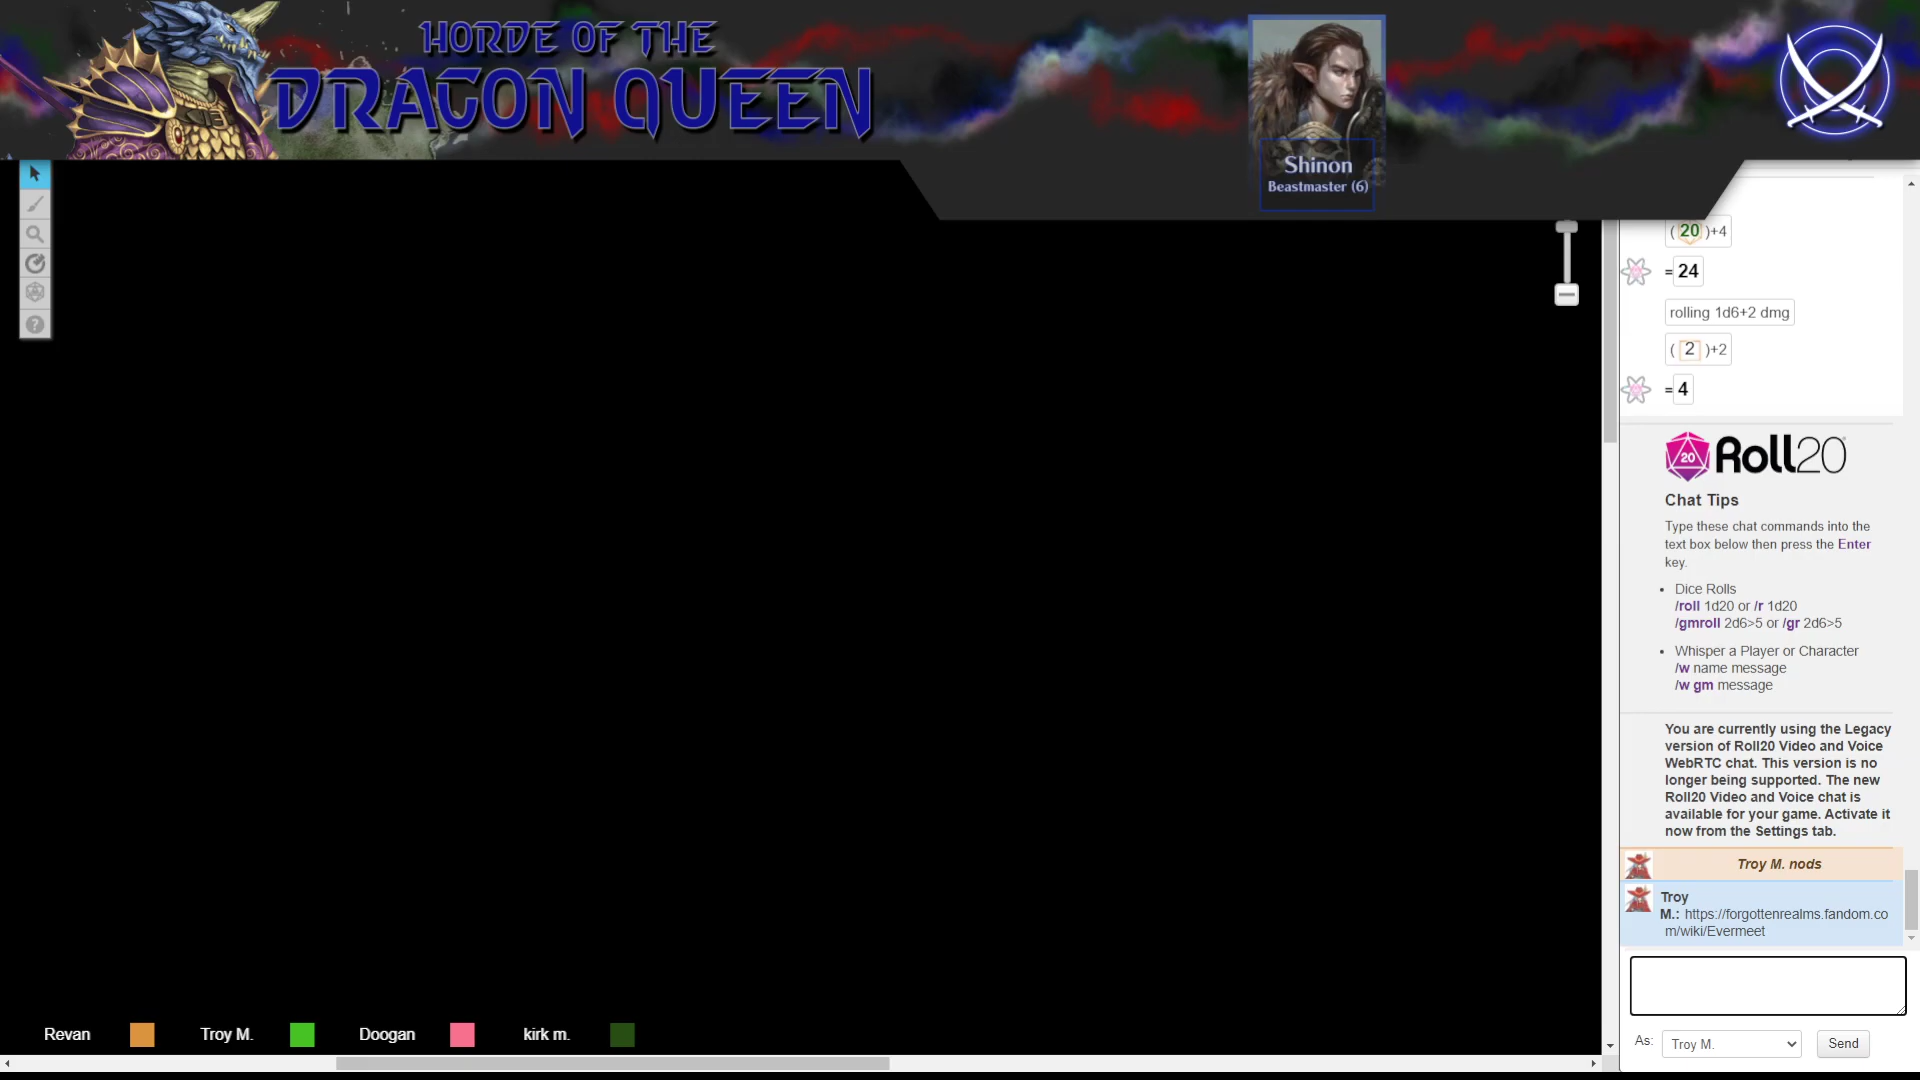 HORDE OF THE
DRAGON QUEEN
Shinon
Beastmaster (6)
(20)+4
=24
rolling 1d6+2 dmg
(2)+2
=4
20 Roll20
Chat Tips
Type these chat commands into the
text box below then press the Enter
key.
• Dice Rolls
/roll 1d20 or /r 1d20
/gmroll 2d6>5 or /gr 2d6>5
• Whisper a Player or Character
/w name message
/w gm message
You are currently using the Legacy
version of Roll20 Video and Voice
WebRTC chat. This version is no
longer being supported. The new
Roll20 Video and Voice chat is
available for your game. Activate it
now from the Settings tab.
Troy M. nods
Troy
M.: https://forgottenrealms.fandom.co
m/wiki/Evermeet
As: Troy M. Send
Revan Troy M. Doogan kirk m.